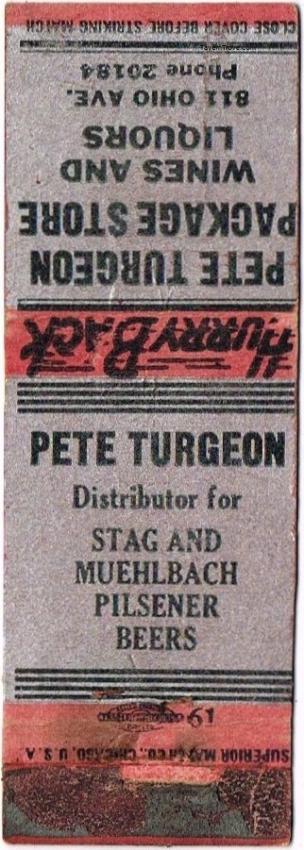 CLOSE COVER BEFORE STRIKING MATCH
PETE TURGEON
PACKAGE STORE
WINES AND
LIQUORS
811 OHIO AVE.
Phone 20184
HURRY BACK
PETE TURGEON
Distributor for
STAG AND
MUEHLBACH
PILSENER
BEERS
19
SUPERIOR MATCH CO., CHICAGO, U.S.A.